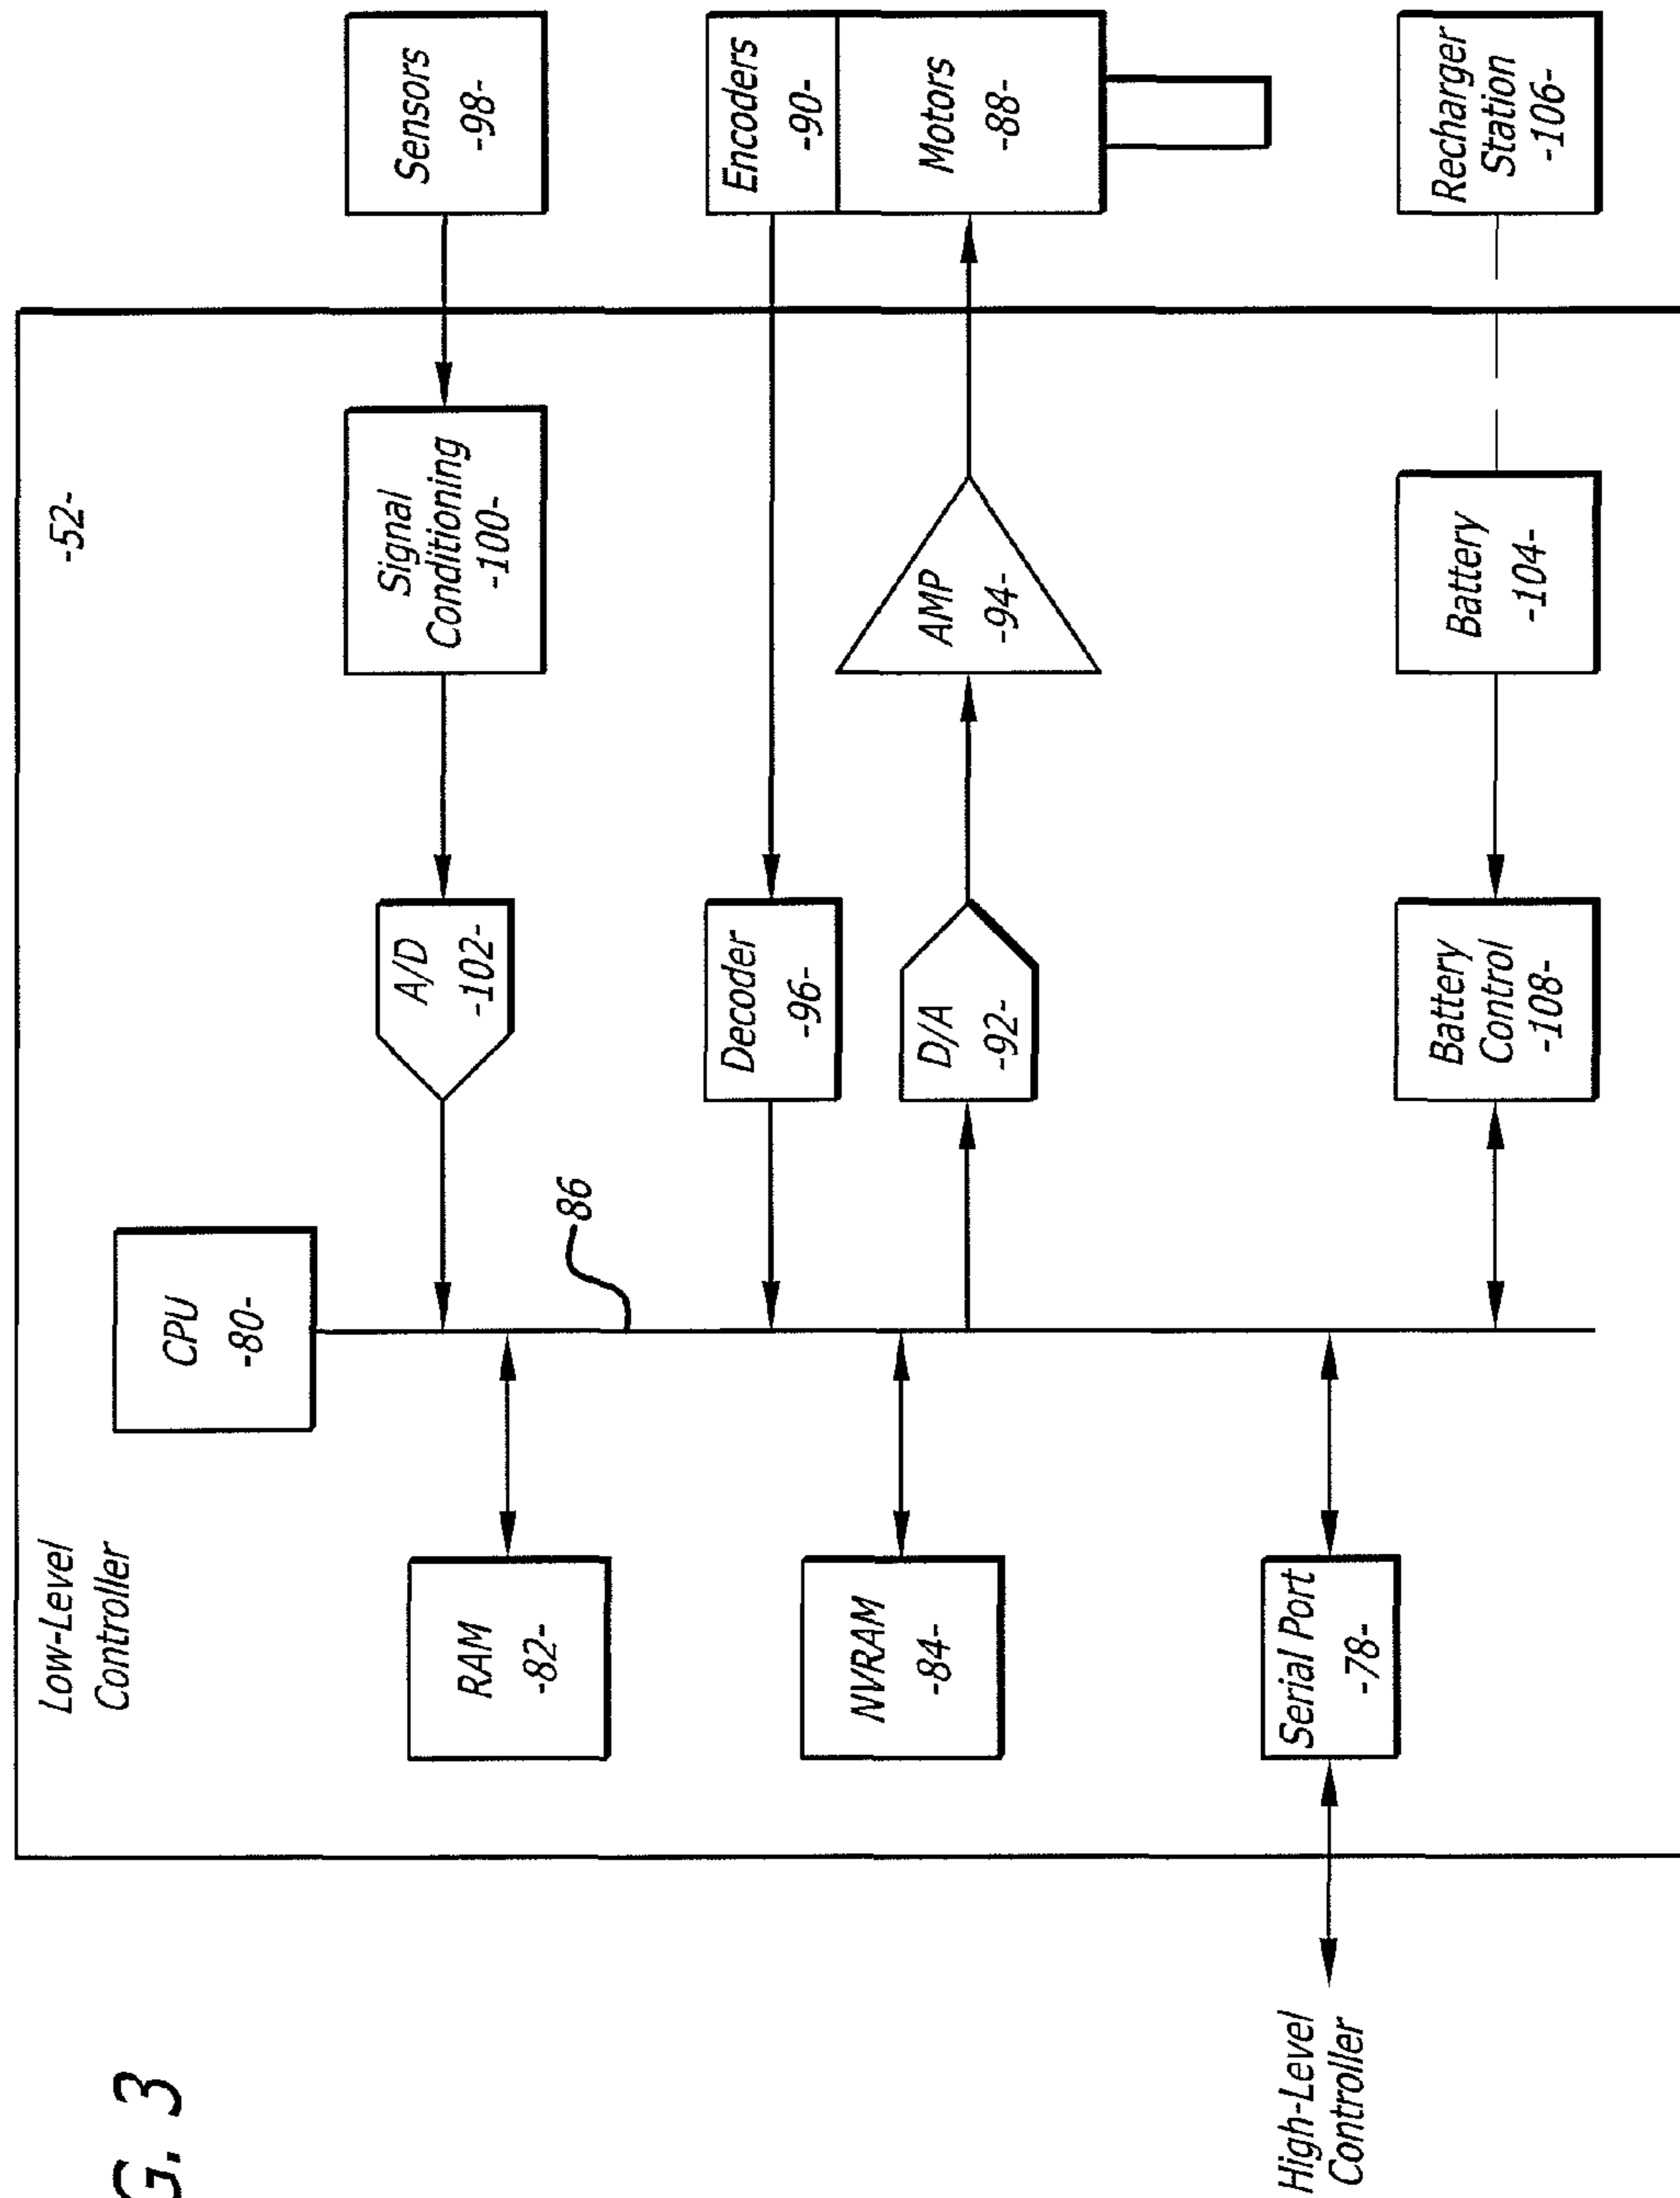 G. 3
Low-Level
Controller
-52-
CPU
-80-
RAM
-82-
A/D
-102-
Signal
Conditioning
-100-
Sensors
-98-
86
NVRAM
-84-
Decoder
-96-
Encoders
-90-
D/A
-92-
AMP
-94-
Motors
-88-
High-Level
Controller
Serial Port
-78-
Battery
Control
-108-
Battery
-104-
Recharger
Station
-106-